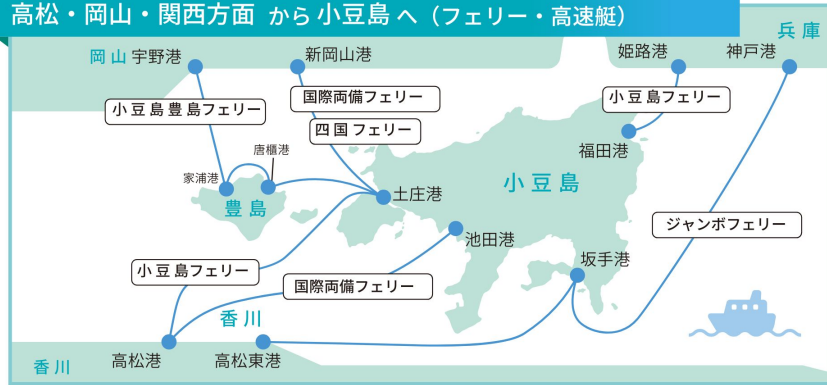 高松・岡山・関西方面 から 小豆島 へ（フェリー・高速艇）
兵庫
岡山 宇野港
新岡山港
姫路港
神戸港
小豆島豊島フェリー
国際両備フェリー
小豆島フェリー
四国フェリー
唐櫃港
福田港
家浦港
小豆島
土庄港
豊島
ジャンボフェリー
池田港
坂手港
小豆島フェリー
国際両備フェリー
香川
香川
高松港
高松東港